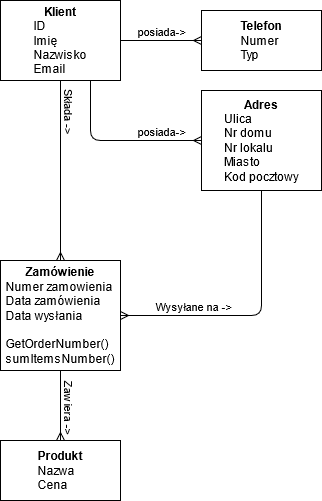 Klient
ID
Imię
Nazwisko
Email
posiada->
Telefon
Numer
Typ
Składa ->
posiada->
Adres
Ulica
Nr domu
Nr lokalu
Miasto
Kod pocztowy
Zamówienie
Numer zamowienia
Data zamówienia
Data wysłania
GetOrderNumber()
sumItemsNumber()
Wysyłane na ->
Zawiera ->
Produkt
Nazwa
Cena